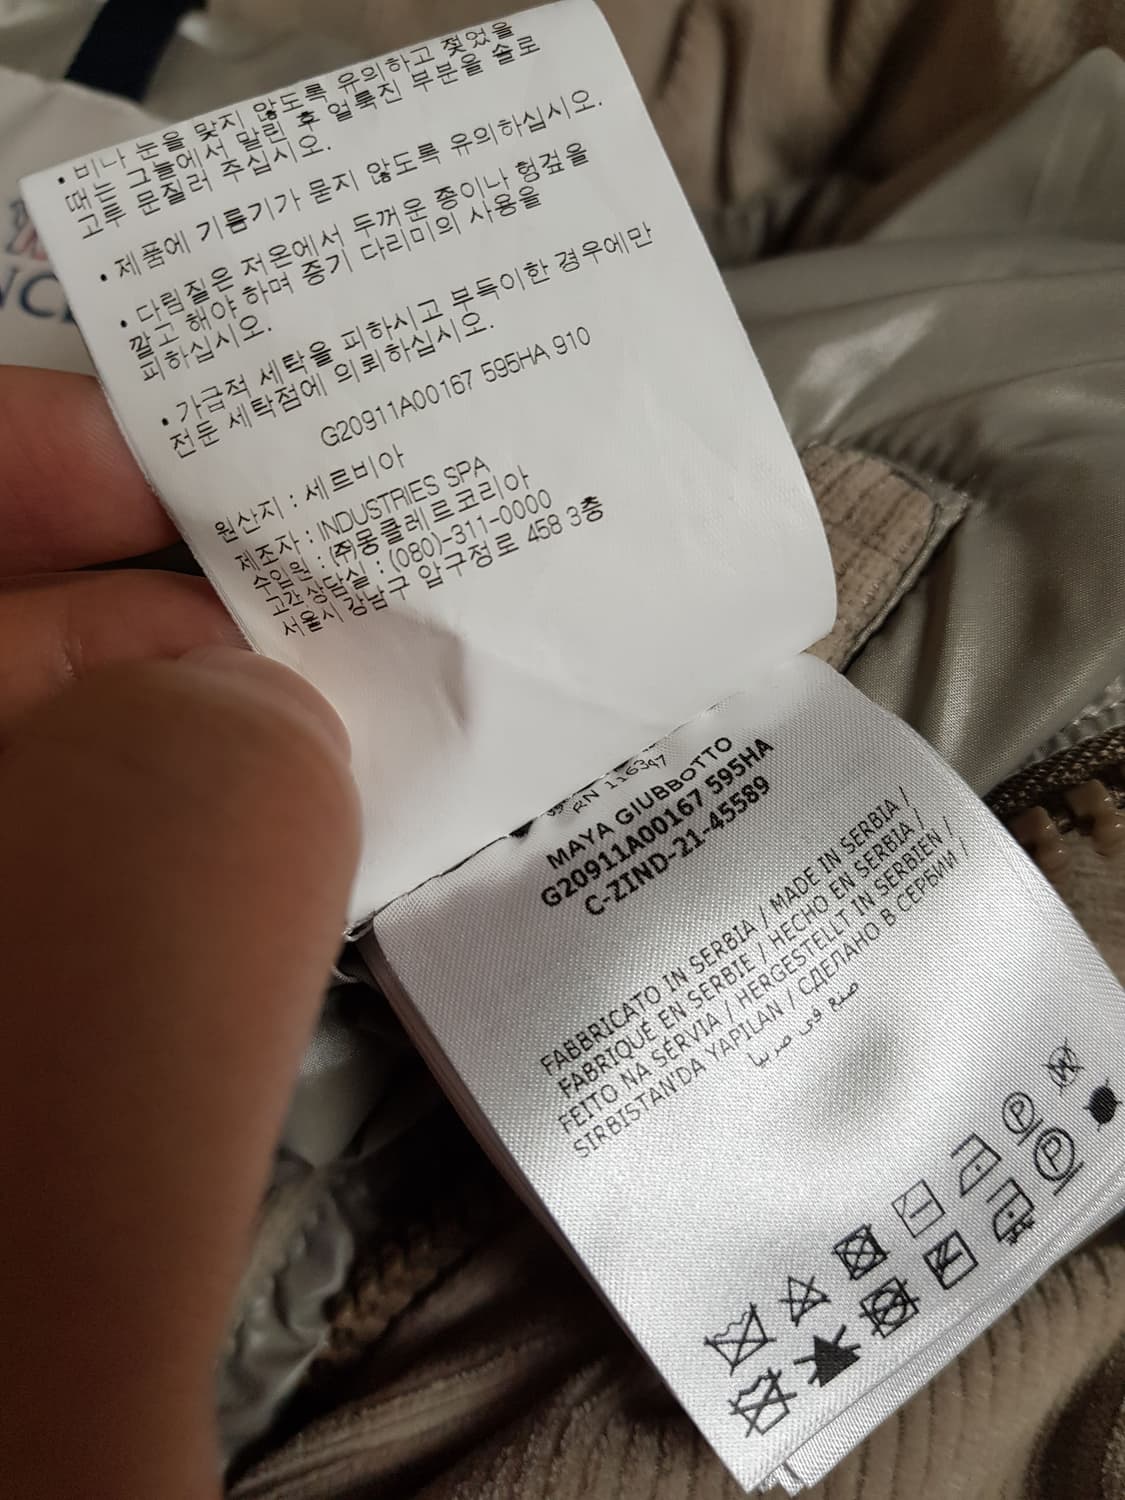 • 비나 눈을 맞지 않도록 유의하고 젖었을
때는 그늘에서 말린 후 얼룩진 부분을 솔로
고루 문질러 주십시오.
• 제품에 기름기가 묻지 않도록 유의하십시오.
• 다림질은 저온에서 두꺼운 종이나 헝겊을
깔고 해야 하며 증기 다리미의 사용을
피하십시오.
• 가급적 세탁을 피하시고 부득이한 경우에만
전문 세탁점에 의뢰하십시오.
G20911A00167 595HA 910
원산지 : 세르비아
제조자 : INDUSTRIES SPA
수입원 : (주)몽클레르코리아
고객상담실 : (080)-311-0000
서울시 강남구 압구정로 458 3층
RN 116347
MAYA GIUBBOTTO
G20911A00167 595HA
C-ZIND-21-45589
FABBRICATO IN SERBIA / MADE IN SERBIA /
FABRIQUÉ EN SERBIE / HECHO EN SERBIA /
FEITO NA SÉRVIA / HERGESTELLT IN SERBIEN /
SIRBISTAN'DA YAPILAN / СДЕЛАНО В СЕРБИИ /
صنع في صربيا